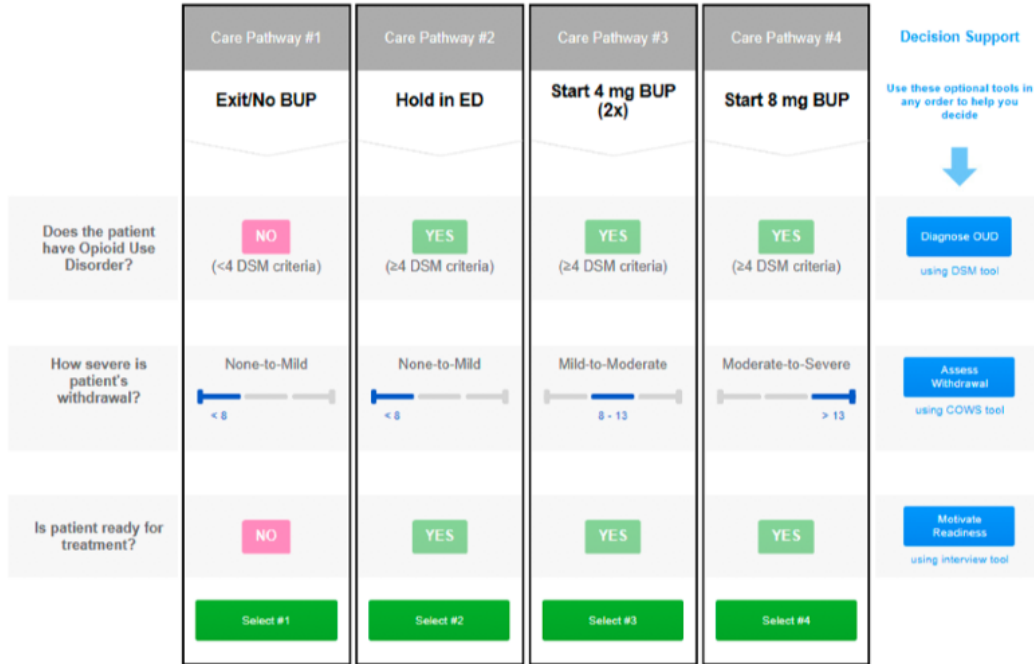 Care Pathway #1
Care Pathway #2
Care Pathway #3
Care Pathway #4
Decision Support
Exit/No BUP
Hold in ED
Start 4 mg BUP
(2x)
Start 8 mg BUP
Use these optional tools in
any order to help you
decide
Does the patient
have Opioid Use
Disorder?
NO
(<4 DSM criteria)
YES
(≥4 DSM criteria)
YES
(≥4 DSM criteria)
YES
(≥4 DSM criteria)
Diagnose OUD
using DSM tool
How severe is
patient's
withdrawal?
None-to-Mild
< 8
None-to-Mild
< 8
Mild-to-Moderate
8 - 13
Moderate-to-Severe
> 13
Assess
Withdrawal
using COWS tool
Is patient ready for
treatment?
NO
YES
YES
YES
Motivate
Readiness
using interview tool
Select #1
Select #2
Select #3
Select #4